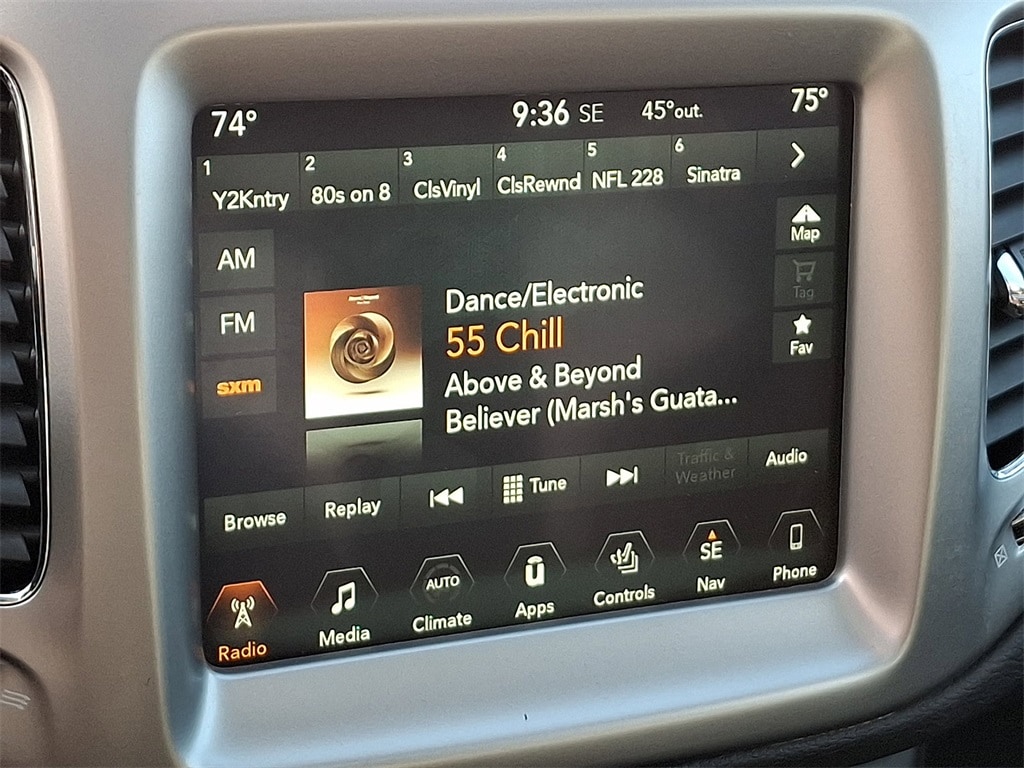 74° 9:36 SE 45°out. 75°
1 2 3 4 5 6
Y2Kntry 80s on 8 ClsVinyl ClsRewnd NFL 228 Sinatra
AM
FM
sxm
Dance/Electronic
55 Chill
Above & Beyond
Believer (Marsh's Guata...
Map
Tag
Fav
Browse Replay Tune Traffic & Weather Audio
AUTO
SE
Radio Media Climate Apps Controls Nav Phone